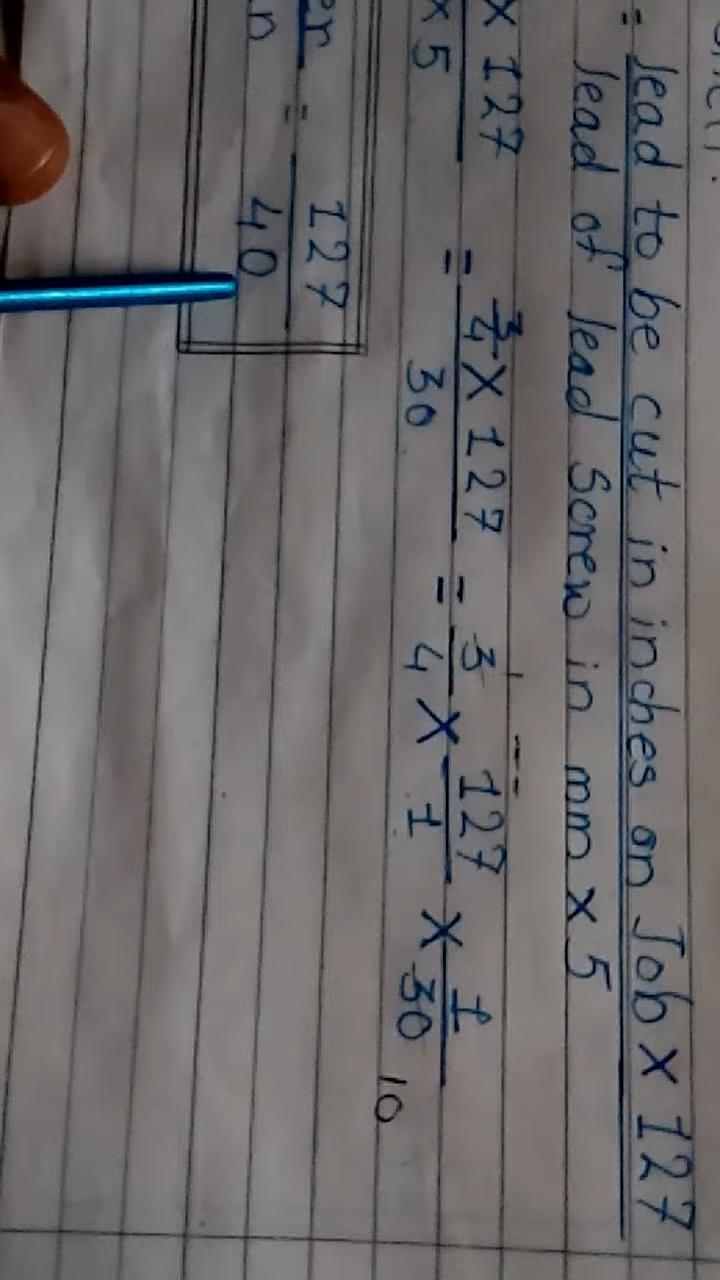 = lead to be cut in inches on Job x 127
lead of lead Screw in mm x 5
x 127 / x 5 = 3/4 x 127 / 30 = 3/4 x 127/1 x 1/30
10
er / n = 127 / 40